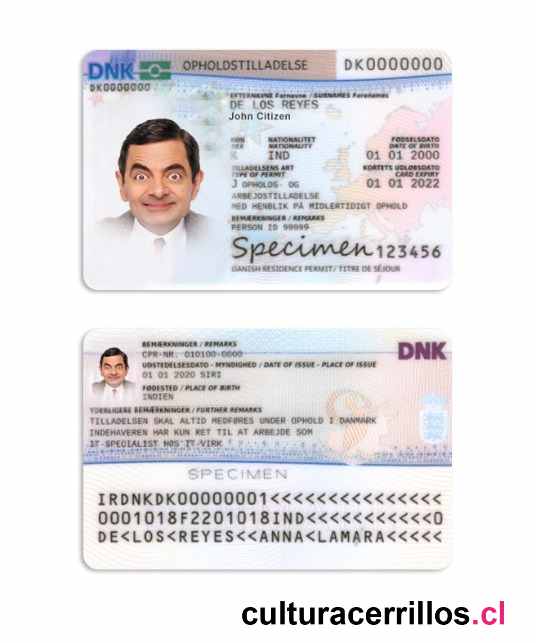 DNK OPHOLDSTILLADELSE DK0000000
DK0000000
EFTERNAVNE Fornavne / SURNAMES Forenames
DE LOS REYES
John Citizen
KØN NATIONALITET FØDSELSDATO
SEX NATIONALITY DATE OF BIRTH
K IND 01 01 2000
TILLADELSENS ART KORTETS UDLØBSDATO
TYPE OF PERMIT CARD EXPIRY
J OPHOLDS- OG 01 01 2022
ARBEJDSTILLADELSE
MED HENBLIK PÅ MIDLERTIDIGT OPHOLD
BEMÆRKNINGER / REMARKS
PERSON ID 99999
Specimen 123456
DANISH RESIDENCE PERMIT/ TITRE DE SÉJOUR
BEMÆRKNINGER / REMARKS
CPR-NR. 010100-0000
DNK
UDSTEDELSESDATO - MYNDIGHED / DATE OF ISSUE - PLACE OF ISSUE
01 01 2020 SIRI
FØDESTED / PLACE OF BIRTH
INDIEN
YDERLIGERE BEMÆRKNINGER / FURTHER REMARKS
TILLADELSEN SKAL ALTID MEDFØRES UNDER OPHOLD I DANMARK
INDEHAVEREN HAR KUN RET TIL AT ARBEJDE SOM
IT-SPECIALIST HOS IT-VIRK
SPECIMEN
IRDNKDK00000001<<<<<<<<<<<<<<<
0001018F2201018IND<<<<<<<<<<<0
DE<LOS<REYES<<ANNA<LAMARA<<<<<
culturacerrillos.cl